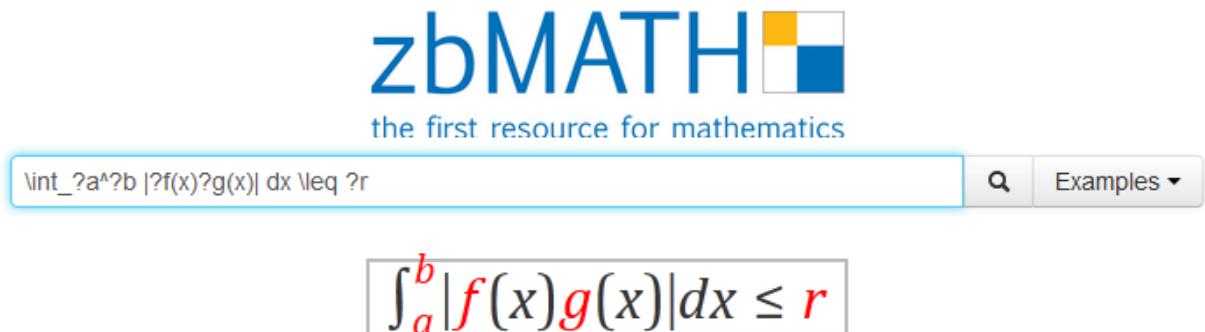 zbMATH
the first resource for mathematics
\int_?a^?b |?f(x)?g(x)| dx \leq ?r Examples
∫_a^b|f(x)g(x)|dx ≤ r